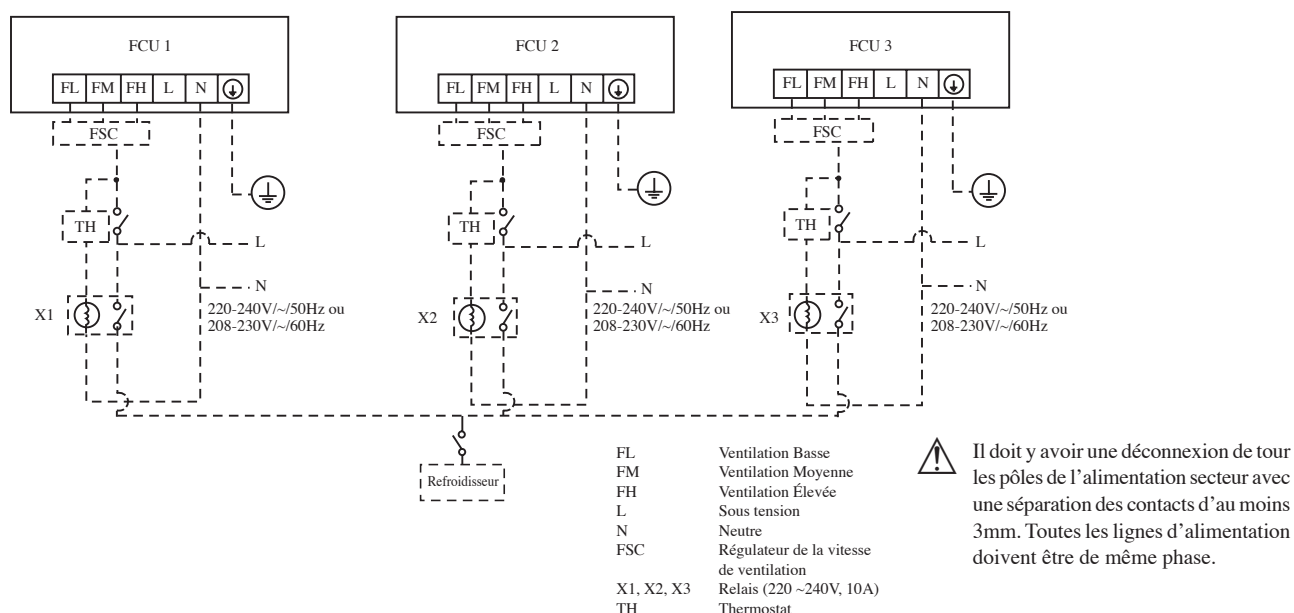 FCU 1
FL FM FH L N
FSC
TH
L
N
220-240V/~/50Hz ou
208-230V/~/60Hz
X1
FCU 2
FL FM FH L N
FSC
TH
L
N
220-240V/~/50Hz ou
208-230V/~/60Hz
X2
FCU 3
FL FM FH L N
FSC
TH
L
N
220-240V/~/50Hz ou
208-230V/~/60Hz
X3
Refroidisseur
FL Ventilation Basse
FM Ventilation Moyenne
FH Ventilation Élevée
L Sous tension
N Neutre
FSC Régulateur de la vitesse
de ventilation
X1, X2, X3 Relais (220 ~240V, 10A)
TH Thermostat
Il doit y avoir une déconnexion de tour
les pôles de l'alimentation secteur avec
une séparation des contacts d'au moins
3mm. Toutes les lignes d'alimentation
doivent être de même phase.